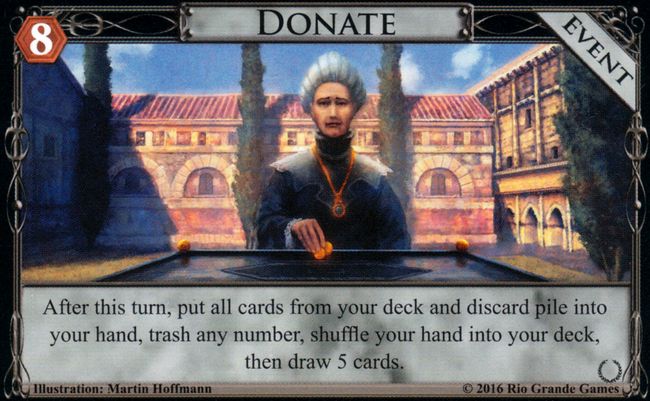 DONATE
8
EVENT
After this turn, put all cards from your deck and discard pile into
your hand, trash any number, shuffle your hand into your deck,
then draw 5 cards.
Illustration: Martin Hoffmann
© 2016 Rio Grande Games